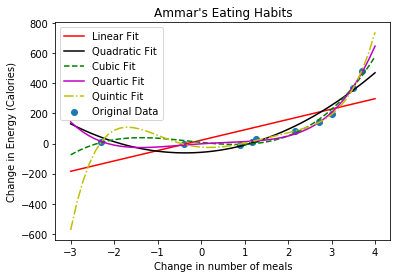 Ammar's Eating Habits
Change in Energy (Calories)
800
600
400
200
0
−200
−400
−600
Linear Fit
Quadratic Fit
Cubic Fit
Quartic Fit
Quintic Fit
Original Data
−3 −2 −1 0 1 2 3 4
Change in number of meals